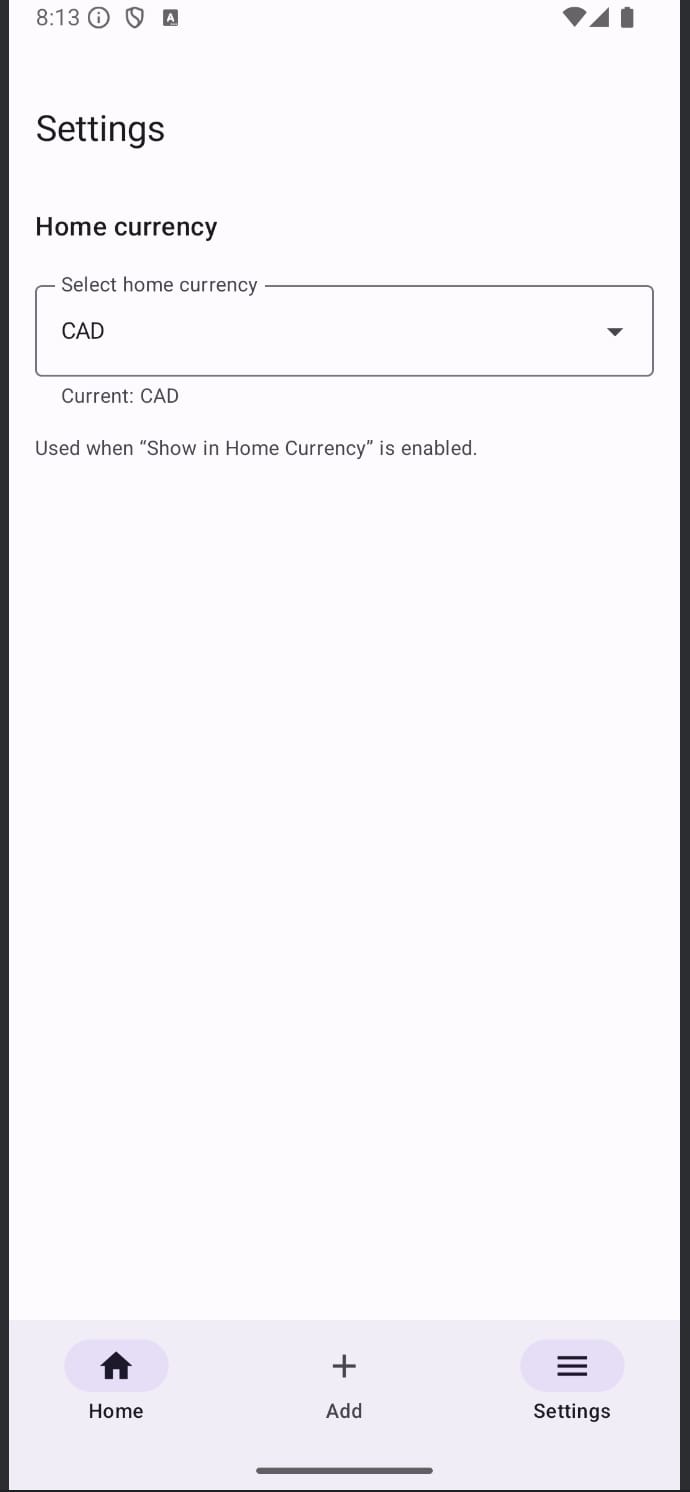 8:13
Settings
Home currency
Select home currency
CAD
Current: CAD
Used when “Show in Home Currency” is enabled.
Home Add Settings